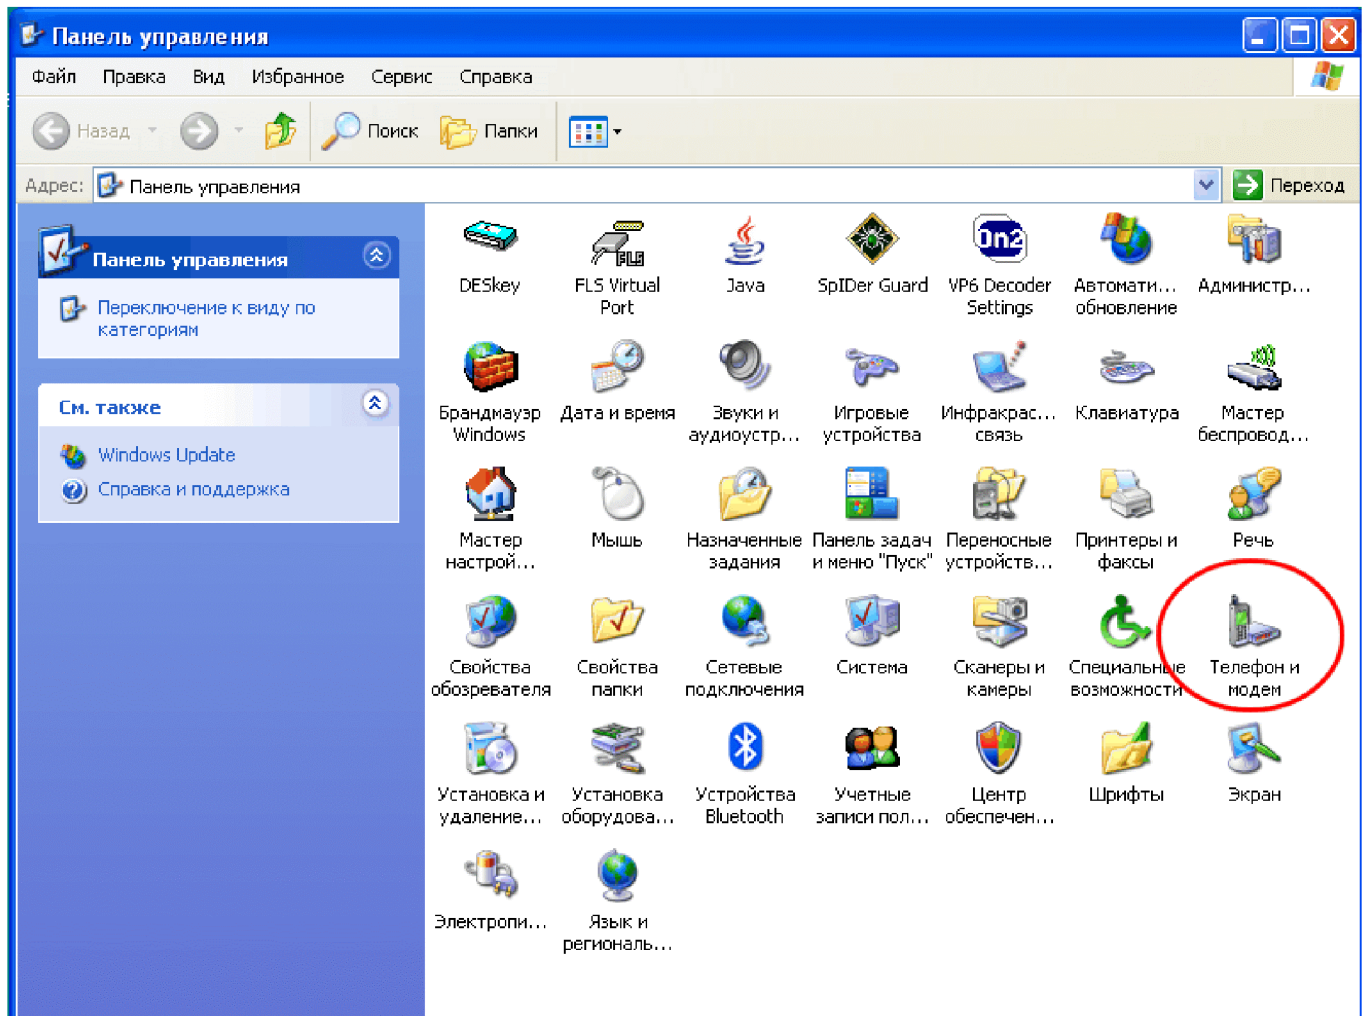 Панель управления
Файл Правка Вид Избранное Сервис Справка
Назад Поиск Папки
Адрес: Панель управления Переход
Панель управления
Переключение к виду по
категориям
См. также
Windows Update
Справка и поддержка
DESkey
FLS
FLS Virtual
Port
Java
SpIDer Guard
On2
VP6 Decoder
Settings
Автомати...
обновление
Администр...
Брандмауэр
Windows
Дата и время
Звуки и
аудиоустр...
Игровые
устройства
Инфракрас...
связь
Клавиатура
Мастер
беспровод...
Мастер
настрой...
Мышь
Назначенные
задания
Панель задач
и меню "Пуск"
Переносные
устройств...
Принтеры и
факсы
Речь
Свойства
обозревателя
Свойства
папки
Сетевые
подключения
Система
Сканеры и
камеры
Специальные
возможности
Телефон и
модем
Установка и
удаление...
Установка
оборудова...
Устройства
Bluetooth
Учетные
записи пол...
Центр
обеспечен...
Шрифты
Экран
Электропи...
Язык и
региональ...